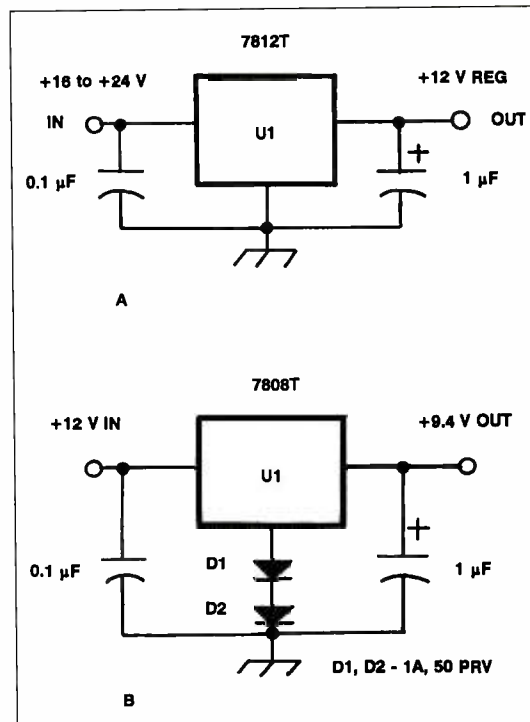 7812T
+16 to +24 V
+12 V REG
IN
U1
OUT
+
0.1 µF
1 µF
A
7808T
+12 V IN
+9.4 V OUT
U1
+
D1
0.1 µF
1 µF
D2
D1, D2 - 1A, 50 PRV
B